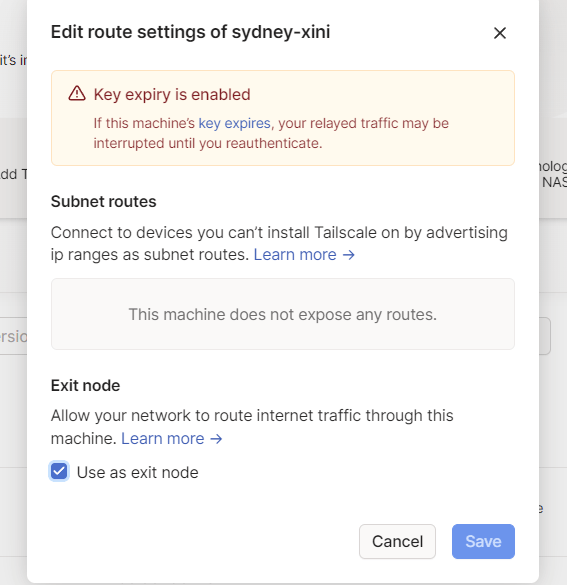 Edit route settings of sydney-xini
it's i
Key expiry is enabled
If this machine's key expires, your relayed traffic may be
interrupted until you reauthenticate.
dd T
nolog
NAS
Subnet routes
Connect to devices you can't install Tailscale on by advertising
ip ranges as subnet routes. Learn more →
This machine does not expose any routes.
ersio
Exit node
Allow your network to route internet traffic through this
machine. Learn more →
Use as exit node
e
Cancel
Save